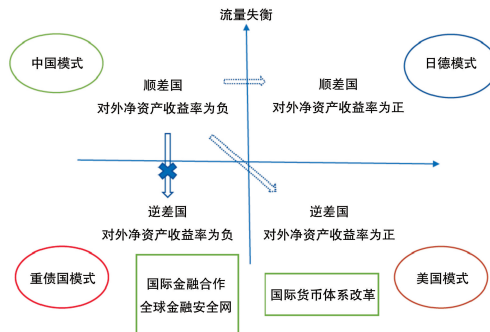 流量失衡
中国模式
日德模式
顺差国
对外净资产收益率为负
顺差国
对外净资产收益率为正
逆差国
对外净资产收益率为负
逆差国
对外净资产收益率为正
重债国模式
国际金融合作
全球金融安全网
国际货币体系改革
美国模式